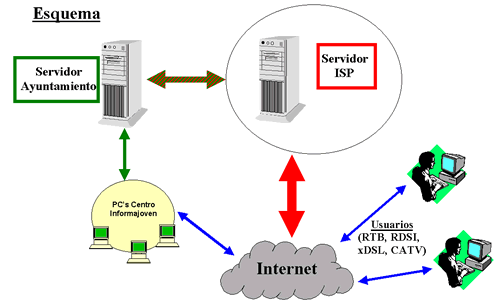 Esquema
Servidor
Ayuntamiento
Servidor
ISP
PC's Centro
Informajoven
Usuarios
(RTB, RDSI,
xDSL, CATV)
Internet